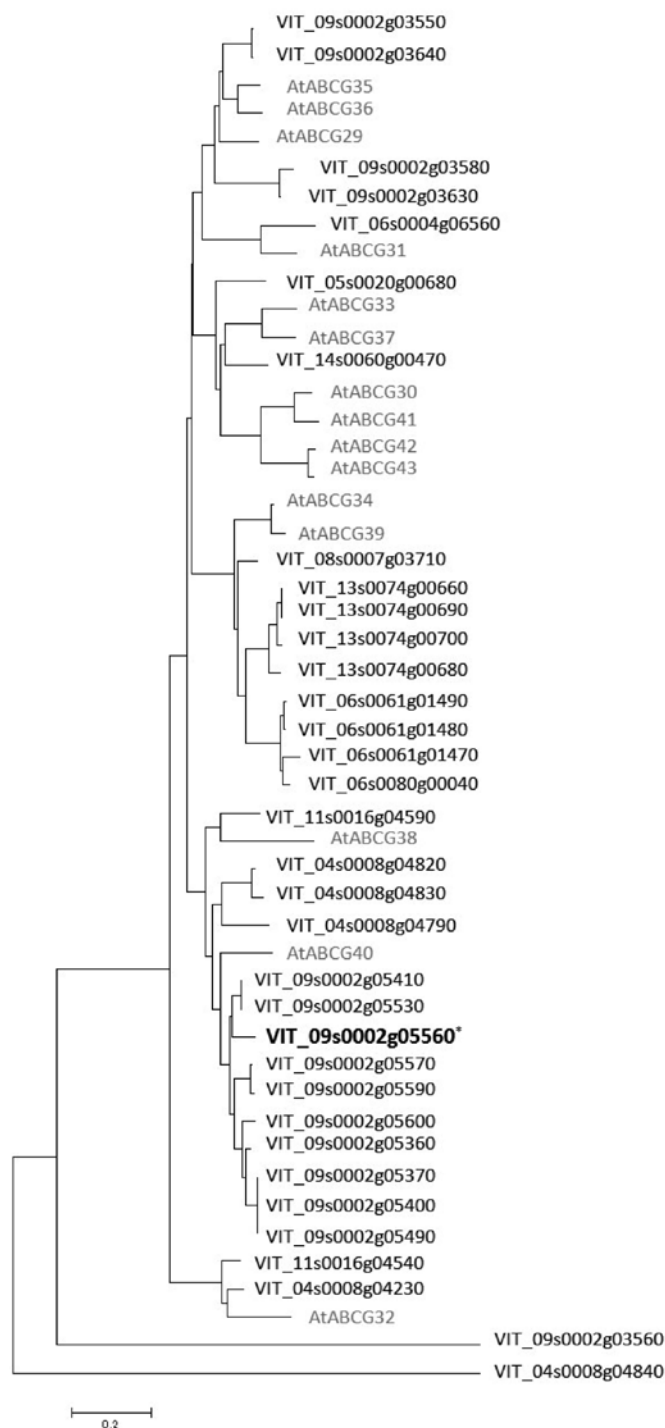 VIT_09s0002g03550
VIT_09s0002g03640
AtABCG35
AtABCG36
AtABCG29
VIT_09s0002g03580
VIT_09s0002g03630
VIT_06s0004g06560
AtABCG31
VIT_05s0020g00680
AtABCG33
AtABCG37
VIT_14s0060g00470
AtABCG30
AtABCG41
AtABCG42
AtABCG43
AtABCG34
AtABCG39
VIT_08s0007g03710
VIT_13s0074g00660
VIT_13s0074g00690
VIT_13s0074g00700
VIT_13s0074g00680
VIT_06s0061g01490
VIT_06s0061g01480
VIT_06s0061g01470
VIT_06s0080g00040
VIT_11s0016g04590
AtABCG38
VIT_04s0008g04820
VIT_04s0008g04830
VIT_04s0008g04790
AtABCG40
VIT_09s0002g05410
VIT_09s0002g05530
VIT_09s0002g05560*
VIT_09s0002g05570
VIT_09s0002g05590
VIT_09s0002g05600
VIT_09s0002g05360
VIT_09s0002g05370
VIT_09s0002g05400
VIT_09s0002g05490
VIT_11s0016g04540
VIT_04s0008g04230
AtABCG32
VIT_09s0002g03560
VIT_04s0008g04840
0.2